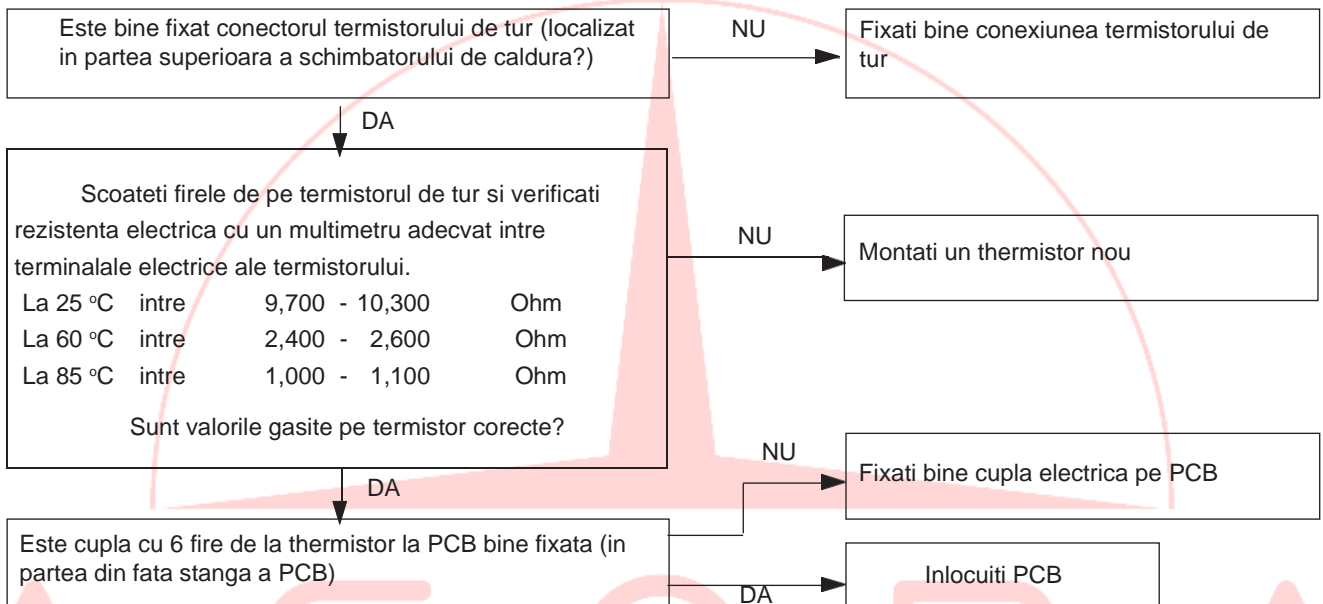 Este bine fixat conectorul termistorului de tur (localizat
in partea superioara a schimbatorului de caldura?)
NU
Fixati bine conexiunea termistorului de
tur
DA
Scoateti firele de pe termistorul de tur si verificati
rezistenta electrica cu un multimetru adecvat intre
terminalale electrice ale termistorului.
La 25 °C intre 9,700 - 10,300 Ohm
La 60 °C intre 2,400 - 2,600 Ohm
La 85 °C intre 1,000 - 1,100 Ohm
Sunt valorile gasite pe termistor corecte?
NU
Montati un thermistor nou
DA
NU
Fixati bine cupla electrica pe PCB
Este cupla cu 6 fire de la thermistor la PCB bine fixata (in
partea din fata stanga a PCB)
DA
Inlocuiti PCB